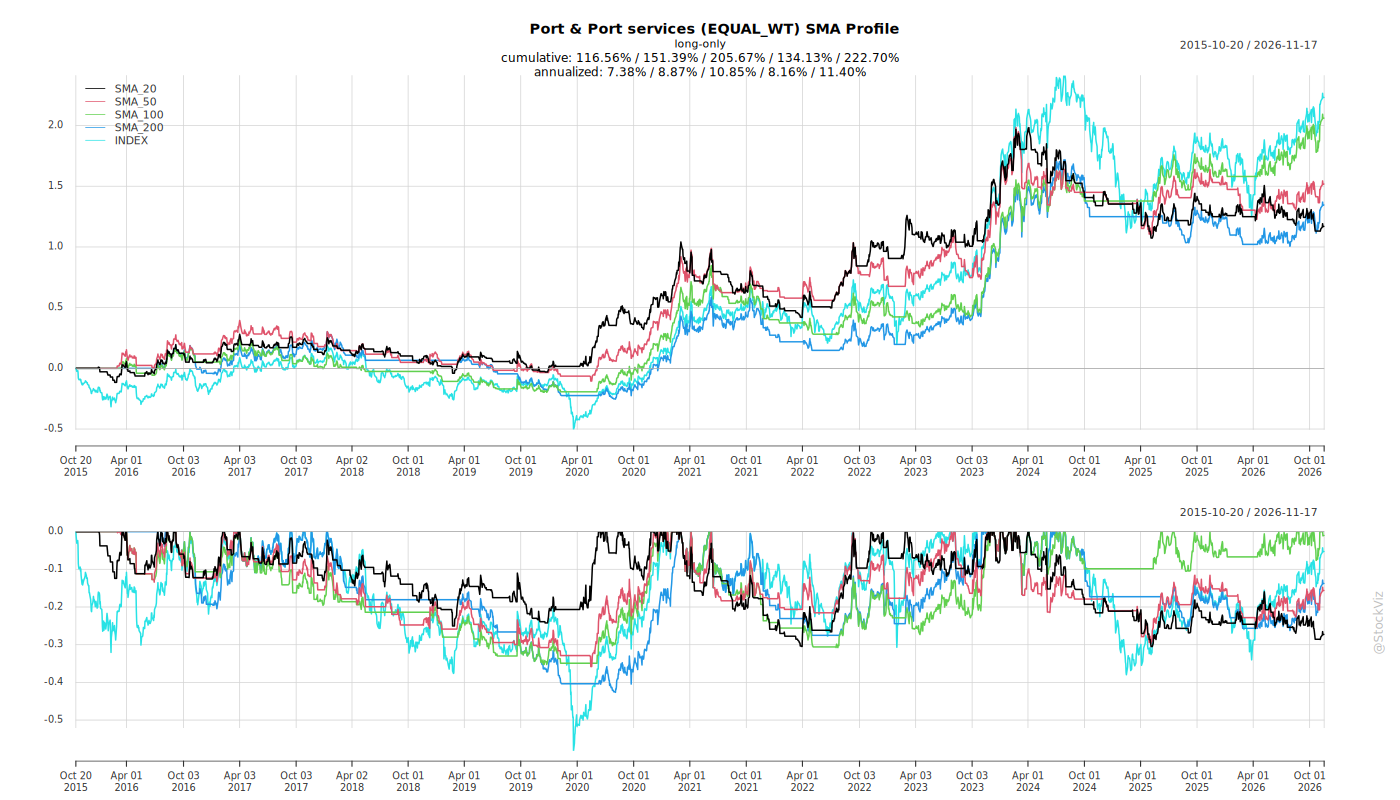 Port & Port services (EQUAL_WT) SMA Profile
long-only
cumulative: 116.56% / 151.39% / 205.67% / 134.13% / 222.70%
annualized: 7.38% / 8.87% / 10.85% / 8.16% / 11.40%
2015-10-20 / 2026-11-17
SMA_20
SMA_50
SMA_100
SMA_200
INDEX
2.0
1.5
1.0
0.5
0.0
-0.5
Oct 20 Apr 01 Oct 03 Apr 03 Oct 03 Apr 02 Oct 01 Apr 01 Oct 01 Apr 01 Oct 01 Apr 01 Oct 01 Apr 01 Oct 03 Apr 03 Oct 03 Apr 01 Oct 01 Apr 01 Oct 01 Apr 01 Oct 01
2015 2016 2016 2017 2017 2018 2018 2019 2019 2020 2020 2021 2021 2022 2022 2023 2023 2024 2024 2025 2025 2026 2026
2015-10-20 / 2026-11-17
0.0
-0.1
-0.2
-0.3
-0.4
-0.5
Oct 20 Apr 01 Oct 03 Apr 03 Oct 03 Apr 02 Oct 01 Apr 01 Oct 01 Apr 01 Oct 01 Apr 01 Oct 01 Apr 01 Oct 03 Apr 03 Oct 03 Apr 01 Oct 01 Apr 01 Oct 01 Apr 01 Oct 01
2015 2016 2016 2017 2017 2018 2018 2019 2019 2020 2020 2021 2021 2022 2022 2023 2023 2024 2024 2025 2025 2026 2026
@StockViz